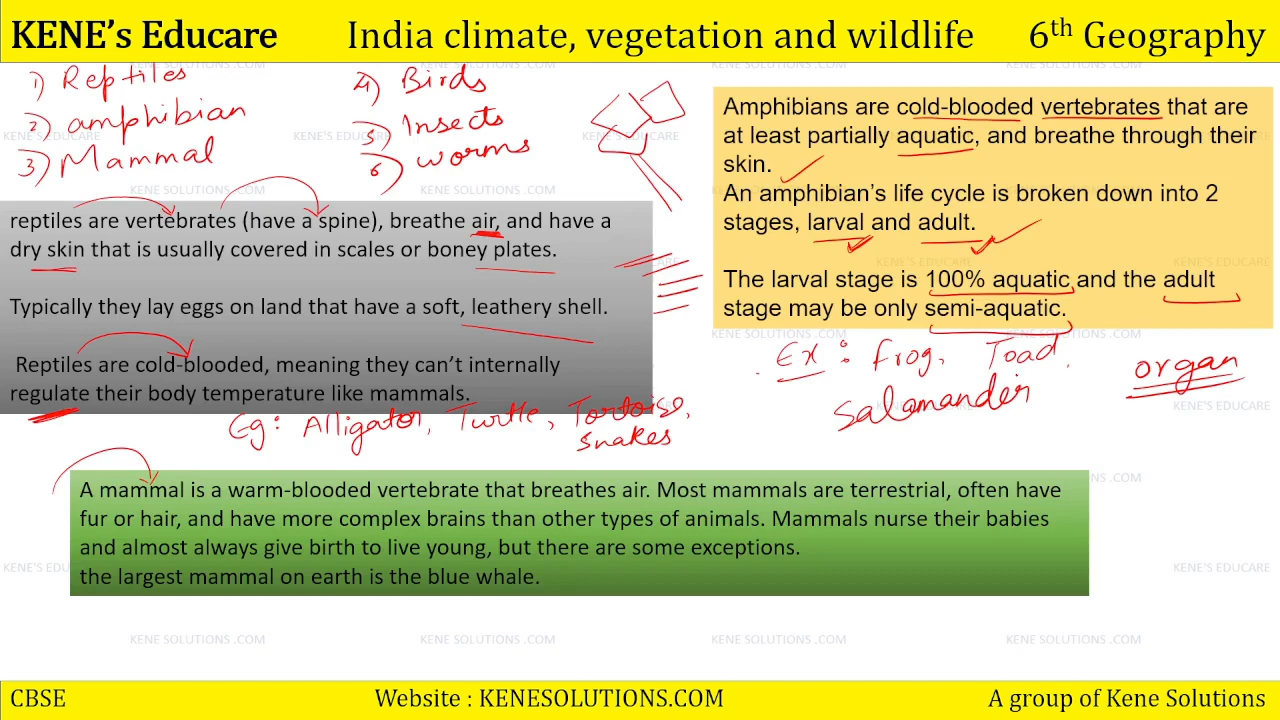 KENE's Educare India climate, vegetation and wildlife 6th Geography
1) Reptiles
2) amphibian
3) Mammal
4) Birds
5) Insects
6) worms
reptiles are vertebrates (have a spine), breathe air, and have a
dry skin that is usually covered in scales or boney plates.
Typically they lay eggs on land that have a soft, leathery shell.
Reptiles are cold-blooded, meaning they can't internally
regulate their body temperature like mammals.
Eg: Alligator, Turtle, Tortoise,
snakes
Amphibians are cold-blooded vertebrates that are
at least partially aquatic, and breathe through their
skin.
An amphibian's life cycle is broken down into 2
stages, larval and adult.
The larval stage is 100% aquatic and the adult
stage may be only semi-aquatic.
Ex: frog, Toad,
Salamander
organ
A mammal is a warm-blooded vertebrate that breathes air. Most mammals are terrestrial, often have
fur or hair, and have more complex brains than other types of animals. Mammals nurse their babies
and almost always give birth to live young, but there are some exceptions.
the largest mammal on earth is the blue whale.
KENE'S EDUCARE
KENE SOLUTIONS .COM
CBSE Website : KENESOLUTIONS.COM A group of Kene Solutions